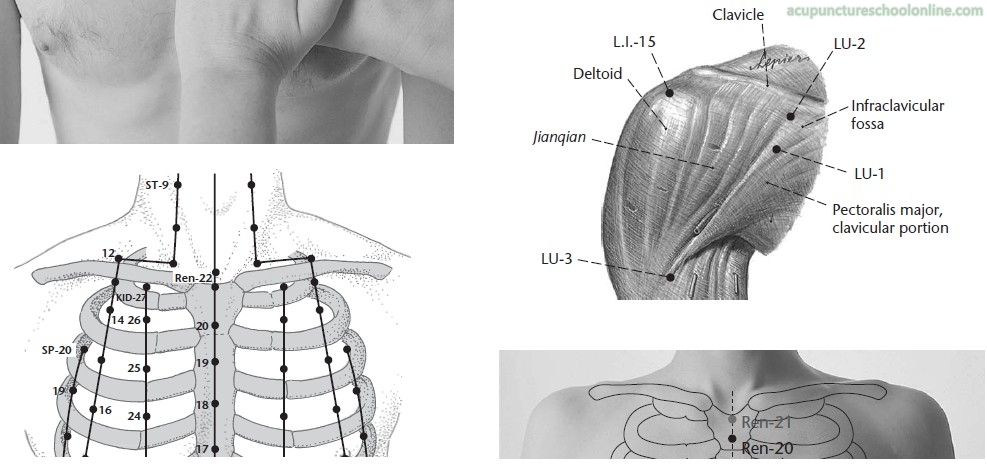 acupunctureschoolonline.com
Clavicle
L.I.-15
LU-2
Deltoid
Infraclavicular
fossa
Jianqian
LU-1
Pectoralis major,
clavicular portion
LU-3
ST-9
12
Ren-22
KID-27
14 26
20
SP-20
19
25
19
18
16
24
17
Ren-21
Ren-20